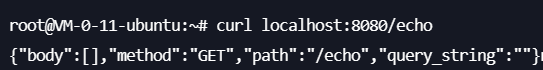 root@VM-0-11-ubuntu:~# curl localhost:8080/echo
{"body":[],"method":"GET","path":"/echo","query_string":""}